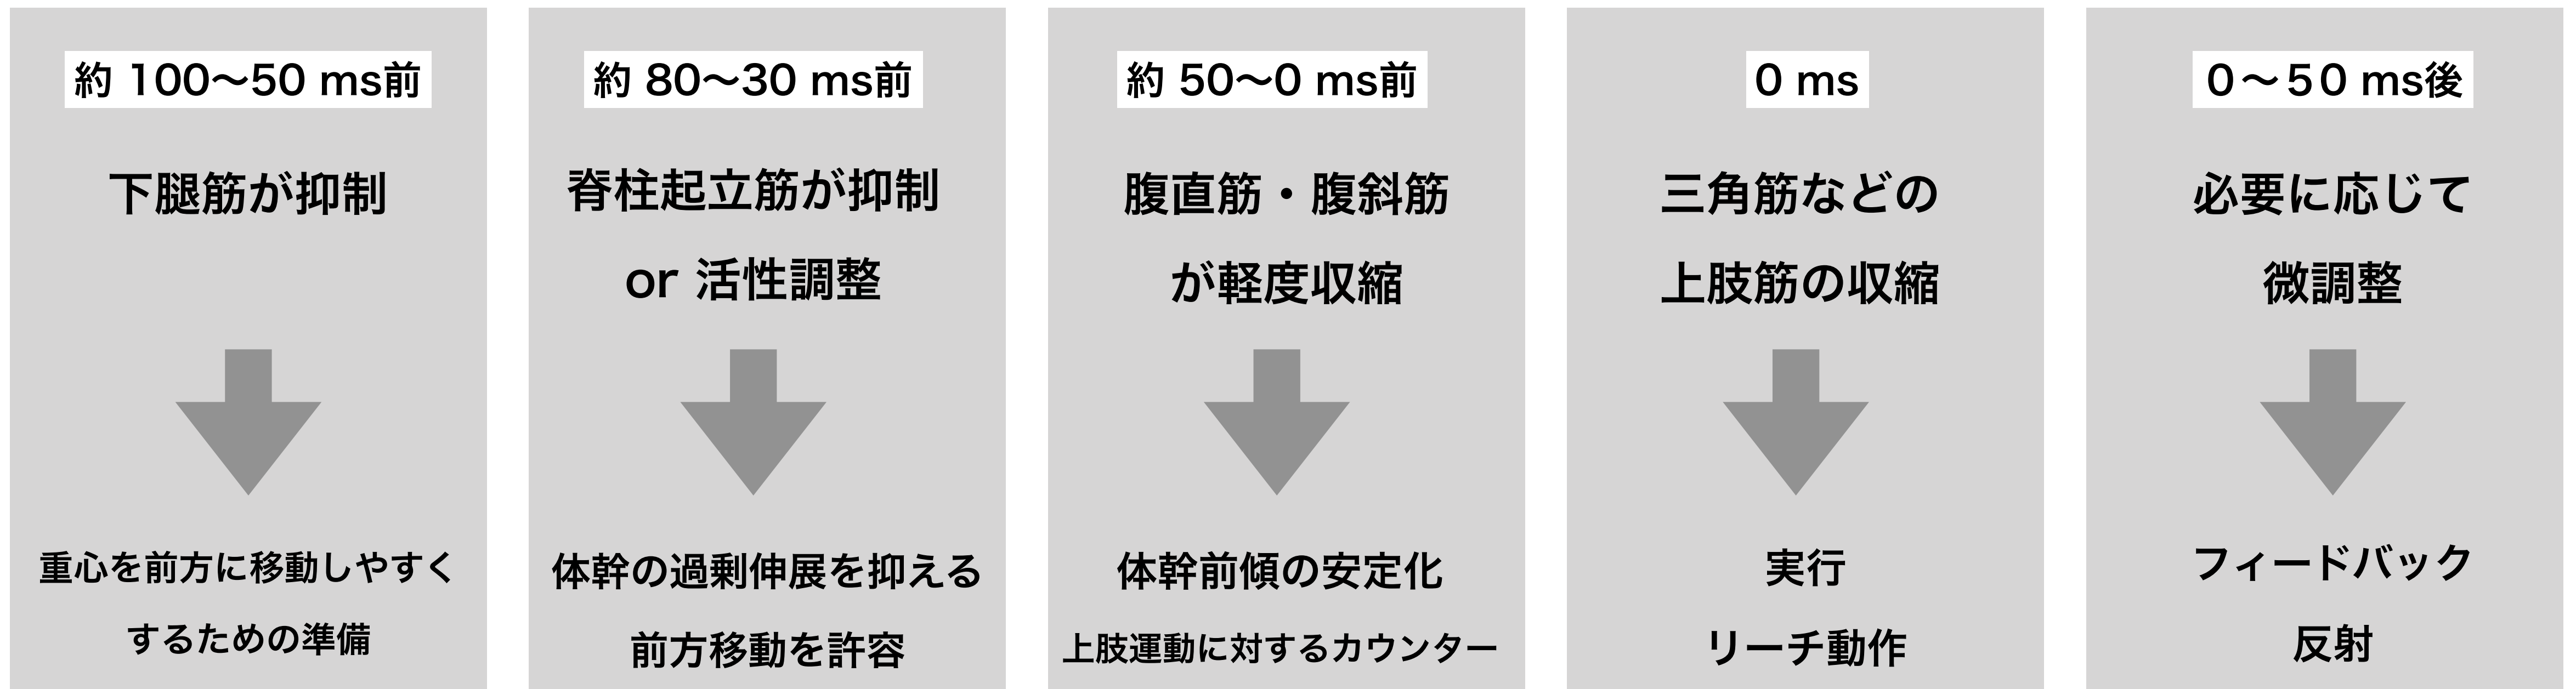 約 100〜50 ms前
下腿筋が抑制
重心を前方に移動しやすく
するための準備
約 80〜30 ms前
脊柱起立筋が抑制
or 活性調整
体幹の過剰伸展を抑える
前方移動を許容
約 50〜0 ms前
腹直筋・腹斜筋
が軽度収縮
体幹前傾の安定化
上肢運動に対するカウンター
0 ms
三角筋などの
上肢筋の収縮
実行
リーチ動作
０〜５０ ms後
必要に応じて
微調整
フィードバック
反射